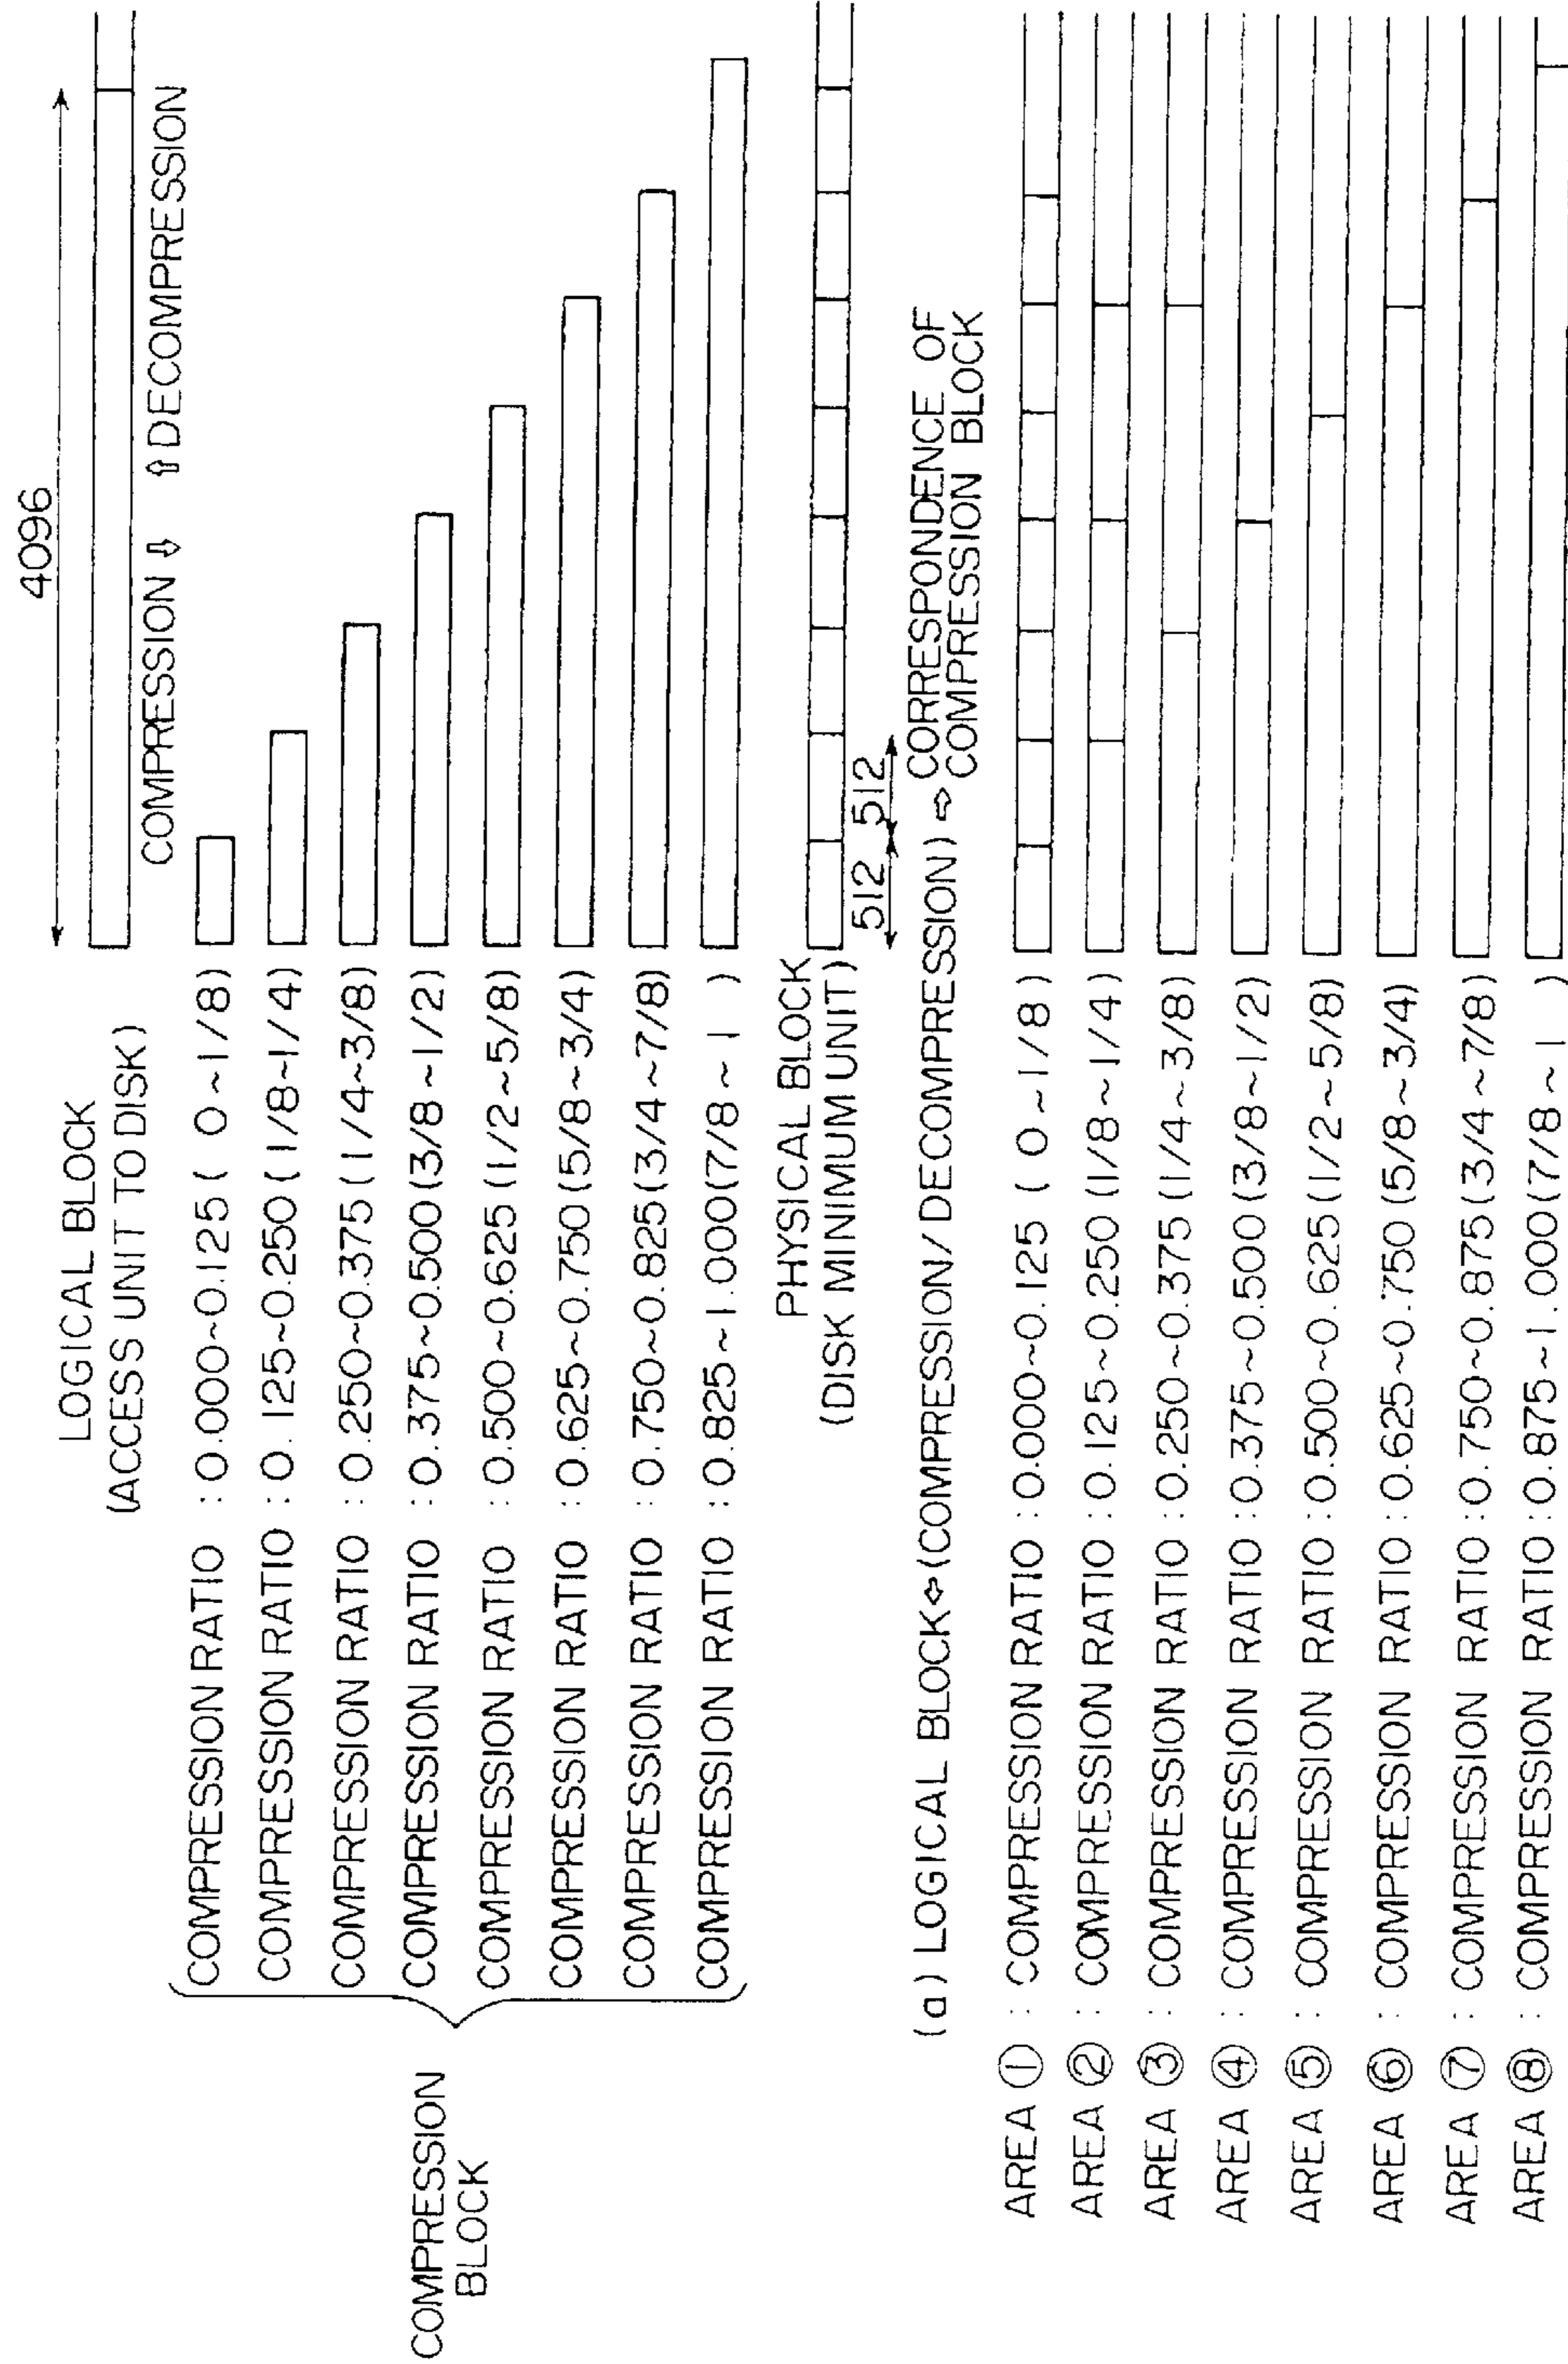 LOGICAL BLOCK
(ACCESS UNIT TO DISK)
4096
COMPRESSION ⇩ ⇧ DECOMPRESSION
COMPRESSION
BLOCK
COMPRESSION RATIO : 0.000~0.125 ( 0 ~1/8)
COMPRESSION RATIO : 0.125~0.250 (1/8~1/4)
COMPRESSION RATIO : 0.250~0.375 (1/4~3/8)
COMPRESSION RATIO : 0.375~0.500 (3/8~1/2)
COMPRESSION RATIO : 0.500~0.625 (1/2~5/8)
COMPRESSION RATIO : 0.625~0.750 (5/8~3/4)
COMPRESSION RATIO : 0.750~0.825 (3/4~7/8)
COMPRESSION RATIO : 0.825~1.000 (7/8~ 1 )
PHYSICAL BLOCK
(DISK MINIMUM UNIT)
512 512
(a) LOGICAL BLOCK⇔(COMPRESSION/DECOMPRESSION) ⇔ CORRESPONDENCE OF
COMPRESSION BLOCK
AREA ① : COMPRESSION RATIO : 0.000~0.125 ( 0 ~1/8)
AREA ② : COMPRESSION RATIO : 0.125~0.250 (1/8~1/4)
AREA ③ : COMPRESSION RATIO : 0.250~0.375 (1/4~3/8)
AREA ④ : COMPRESSION RATIO : 0.375~0.500 (3/8~1/2)
AREA ⑤ : COMPRESSION RATIO : 0.500~0.625 (1/2~5/8)
AREA ⑥ : COMPRESSION RATIO : 0.625~0.750 (5/8~3/4)
AREA ⑦ : COMPRESSION RATIO : 0.750~0.875 (3/4~7/8)
AREA ⑧ : COMPRESSION RATIO : 0.875~1.000 (7/8~ 1 )